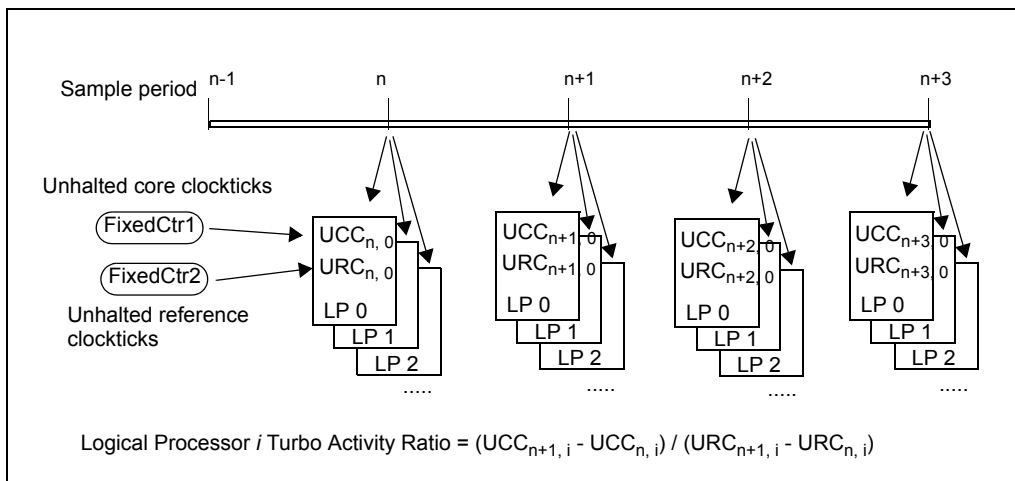 Sample period
n-1 n n+1 n+2 n+3
Unhalted core clockticks
FixedCtr1
FixedCtr2
Unhalted reference
clockticks
UCCn, 0
URCn, 0
LP 0
LP 1
LP 2
.....
UCCn+1, 0
URCn+1, 0
LP 0
LP 1
LP 2
.....
UCCn+2, 0
URCn+2, 0
LP 0
LP 1
LP 2
.....
UCCn+3, 0
URCn+3, 0
LP 0
LP 1
LP 2
.....
Logical Processor i Turbo Activity Ratio = (UCCn+1, i - UCCn, i) / (URCn+1, i - URCn, i)